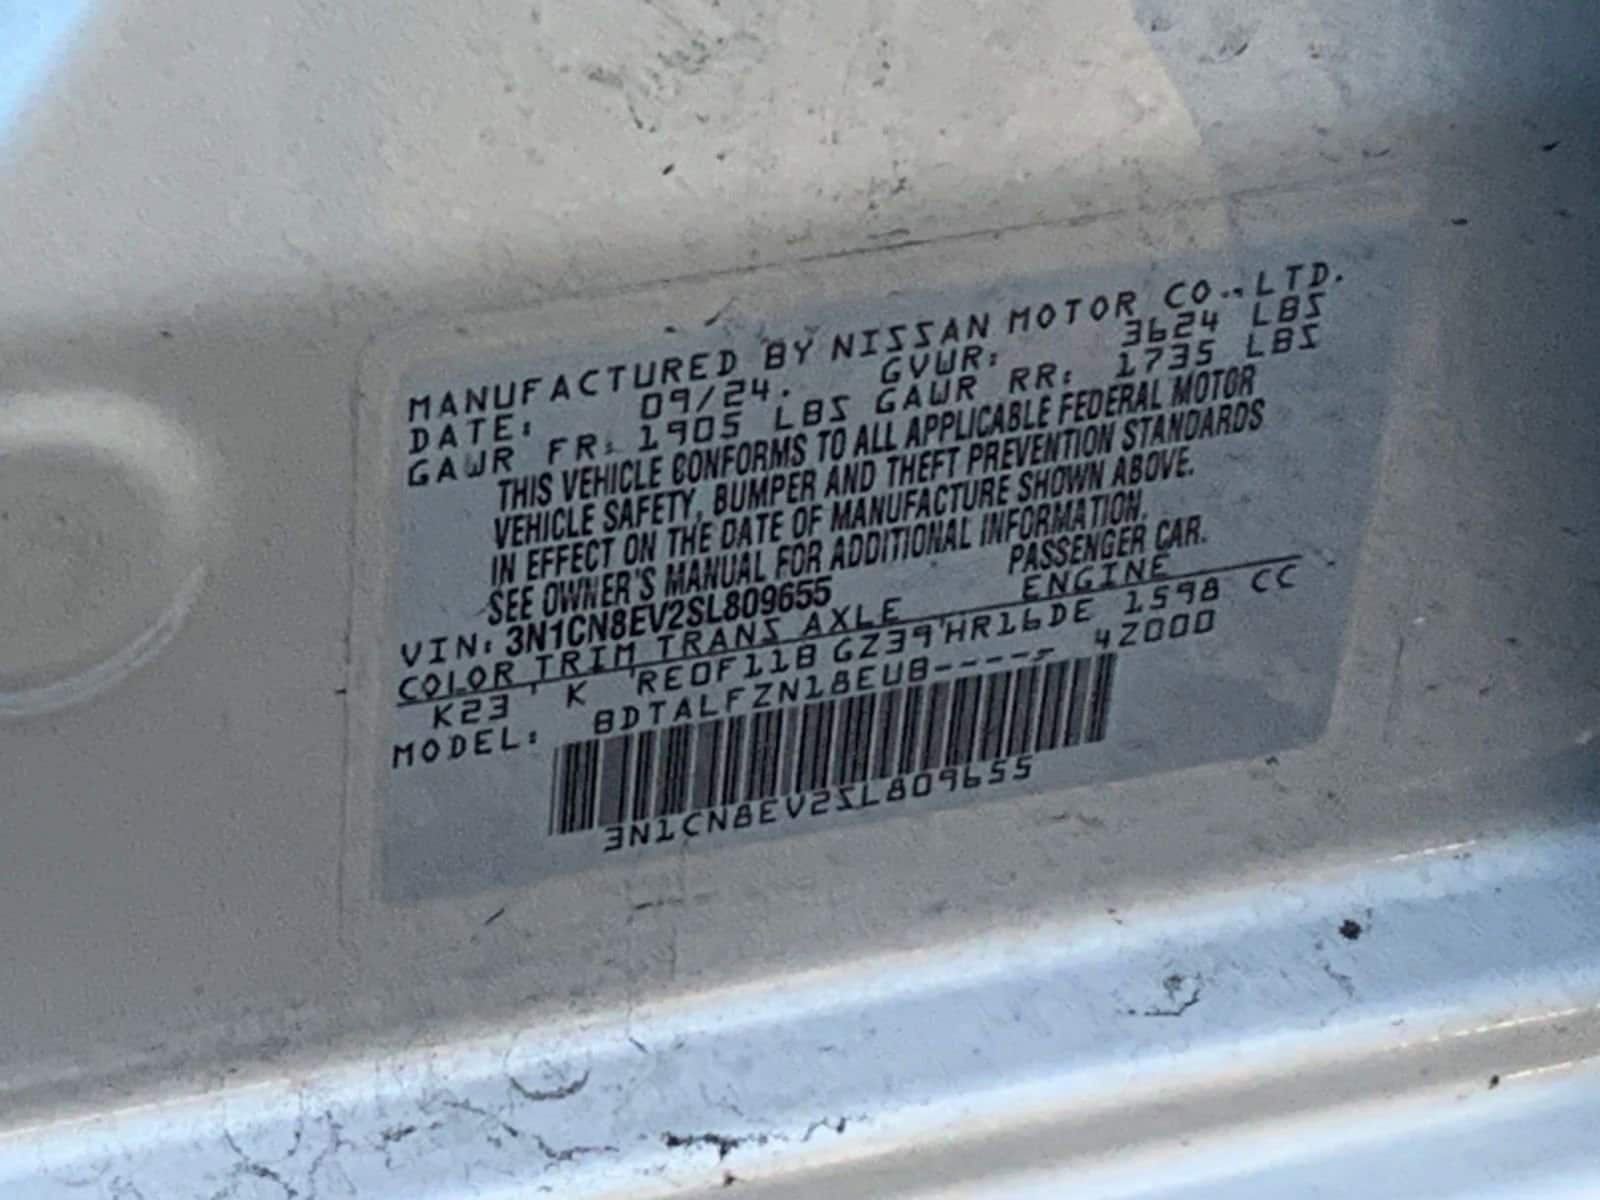 MANUFACTURED BY NISSAN MOTOR CO.,LTD.
DATE: 09/24. GVWR: 3624 LBS
GAWR FR: 1905 LBS GAWR RR: 1735 LBS
THIS VEHICLE CONFORMS TO ALL APPLICABLE FEDERAL MOTOR
VEHICLE SAFETY, BUMPER AND THEFT PREVENTION STANDARDS
IN EFFECT ON THE DATE OF MANUFACTURE SHOWN ABOVE.
SEE OWNER'S MANUAL FOR ADDITIONAL INFORMATION.
VIN: 3N1CN8EV2SL809655 PASSENGER CAR.
COLOR TRIM TRANS AXLE ENGINE
K23 K RE0F11B GZ39 HR16DE 1598 CC
MODEL: BDTALFZN18EUB----- 42000
3N1CN8EV2SL809655